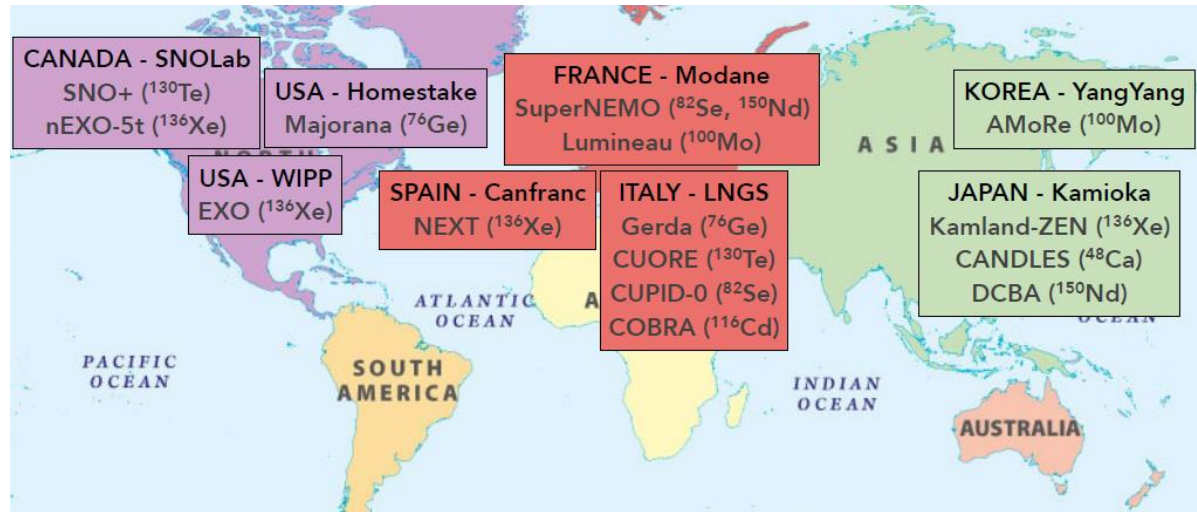 CANADA - SNOLab
SNO+ (¹³⁰Te)
nEXO-5t (¹³⁶Xe)
USA - Homestake
Majorana (⁷⁶Ge)
USA - WIPP
EXO (¹³⁶Xe)
FRANCE - Modane
SuperNEMO (⁸²Se, ¹⁵⁰Nd)
Lumineau (¹⁰⁰Mo)
SPAIN - Canfranc
NEXT (¹³⁶Xe)
ITALY - LNGS
Gerda (⁷⁶Ge)
CUORE (¹³⁰Te)
CUPID-0 (⁸²Se)
COBRA (¹¹⁶Cd)
KOREA - YangYang
AMoRe (¹⁰⁰Mo)
JAPAN - Kamioka
Kamland-ZEN (¹³⁶Xe)
CANDLES (⁴⁸Ca)
DCBA (¹⁵⁰Nd)
ASIA
ATLANTIC
OCEAN
PACIFIC
OCEAN
SOUTH
AMERICA
INDIAN
OCEAN
OCEAN
AUSTRALIA